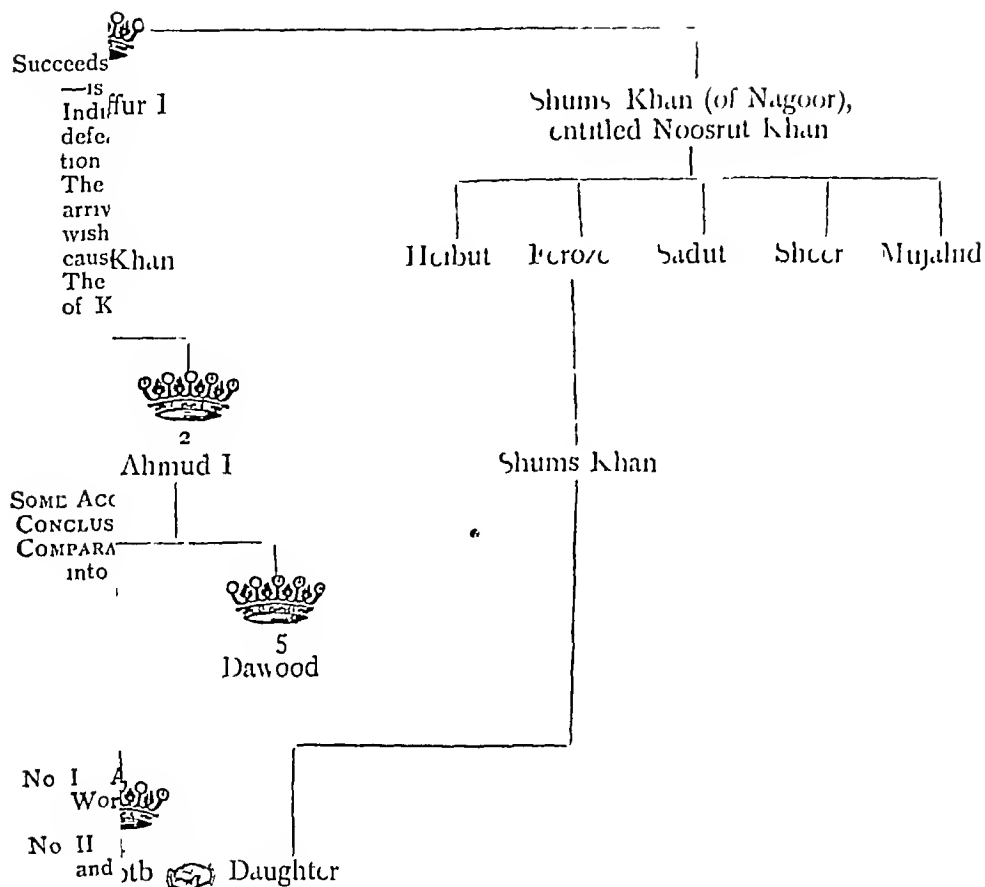 Succeeds
—is
Indi
defe
tion
The
arriv
wish
caus
The
of K
ffur I
Khan
Shums Khan (of Nagoor),
entitled Noosrut Khan
Heibut Feroze Sadut Sheer Mujahid
2
Ahmud I
Shums Khan
SOME ACC
CONCLUS
COMPARA
into
5
Dawood
No I A
Wor
No II
and
otb Daughter